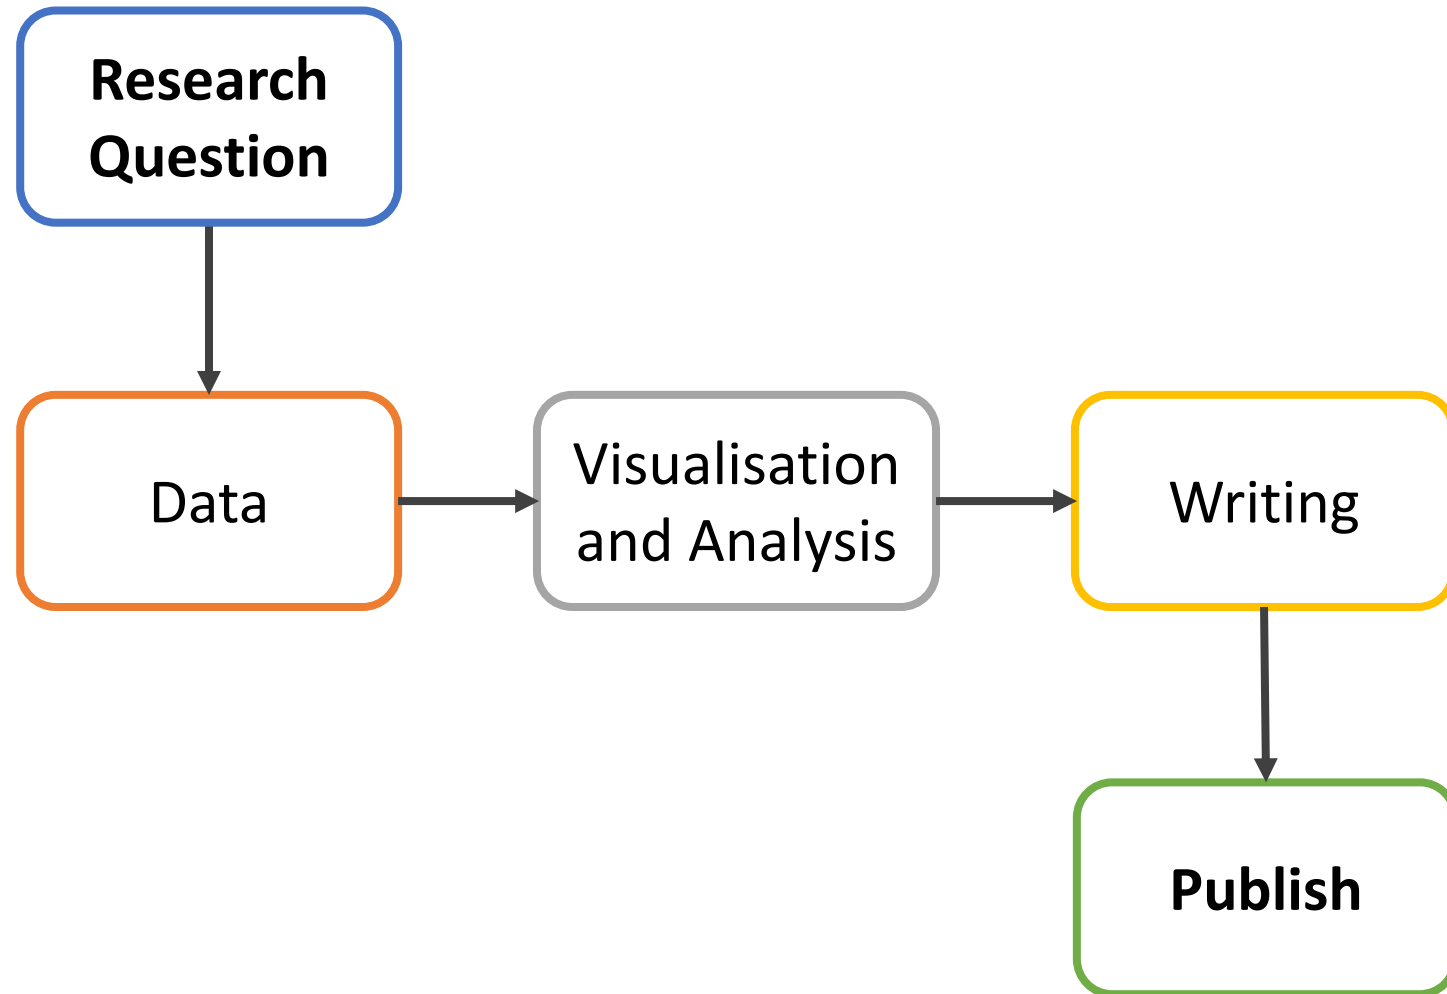 Research
Question
Data
Visualisation
and Analysis
Writing
Publish